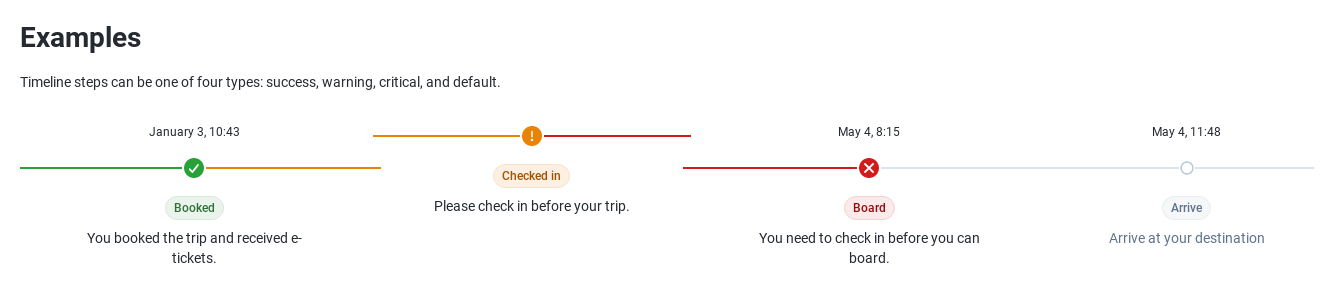 Examples
Timeline steps can be one of four types: success, warning, critical, and default.
January 3, 10:43
Booked
You booked the trip and received e-
tickets.
Checked in
Please check in before your trip.
May 4, 8:15
Board
You need to check in before you can
board.
May 4, 11:48
Arrive
Arrive at your destination